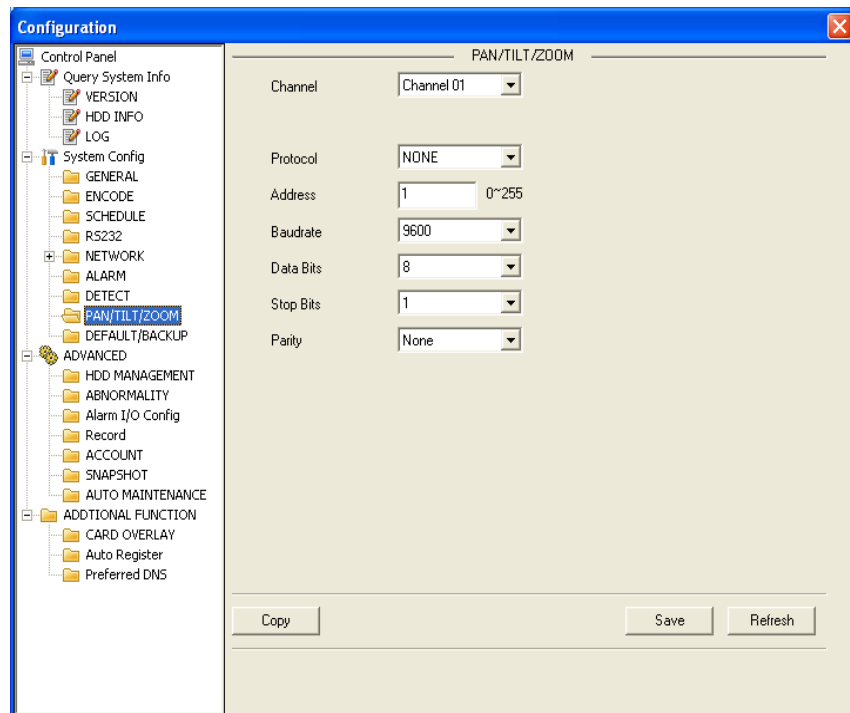 Configuration
Control Panel
Query System Info
VERSION
HDD INFO
LOG
System Config
GENERAL
ENCODE
SCHEDULE
RS232
NETWORK
ALARM
DETECT
PAN/TILT/ZOOM
DEFAULT/BACKUP
ADVANCED
HDD MANAGEMENT
ABNORMALITY
Alarm I/O Config
Record
ACCOUNT
SNAPSHOT
AUTO MAINTENANCE
ADDTIONAL FUNCTION
CARD OVERLAY
Auto Register
Preferred DNS
PAN/TILT/ZOOM
Channel Channel 01
Protocol NONE
Address 1 0~255
Baudrate 9600
Data Bits 8
Stop Bits 1
Parity None
Copy Save Refresh